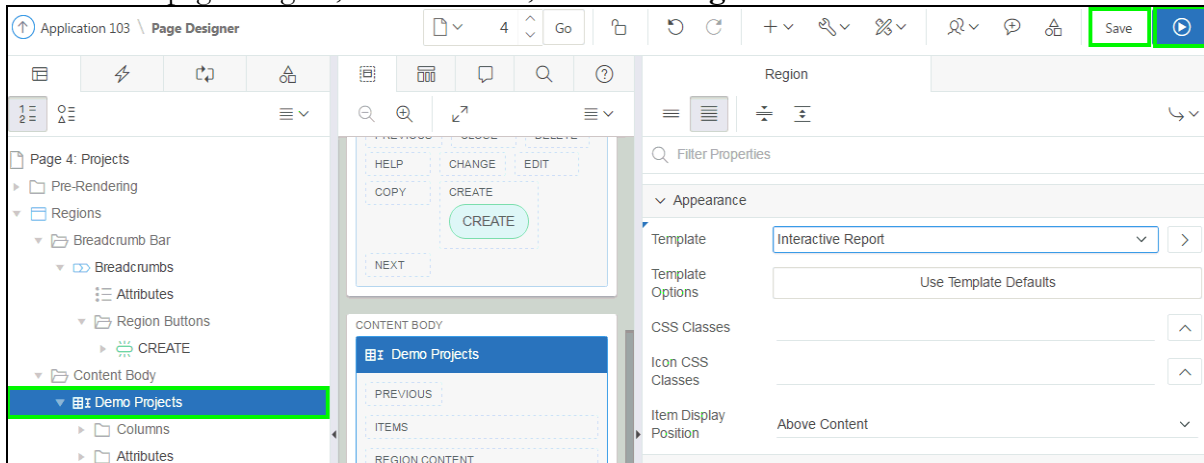 Application 103 \ Page Designer
4
Go
Save
Region
1
2
Page 4: Projects
Pre-Rendering
Regions
Breadcrumb Bar
Breadcrumbs
Attributes
Region Buttons
CREATE
Content Body
Demo Projects
Columns
Attributes
HELP CHANGE EDIT
COPY CREATE
CREATE
NEXT
CONTENT BODY
Demo Projects
PREVIOUS
ITEMS
REGION CONTENT
Filter Properties
Appearance
Template Interactive Report
Template Options Use Template Defaults
CSS Classes
Icon CSS Classes
Item Display Position Above Content